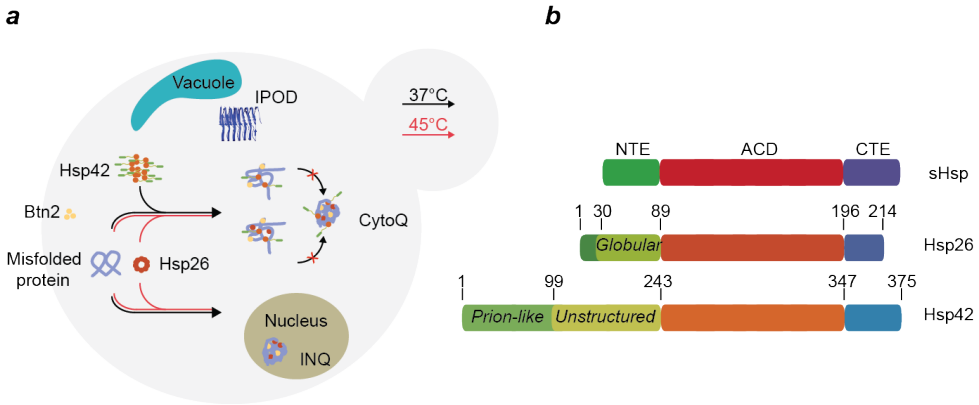 a
Vacuole
IPOD
37°C
45°C
Hsp42
Btn2
CytoQ
Misfolded
protein
Hsp26
Nucleus
INQ
b
NTE ACD CTE
sHsp
1 30 89 196 214
Globular
Hsp26
1 99 243 347 375
Prion-like Unstructured
Hsp42